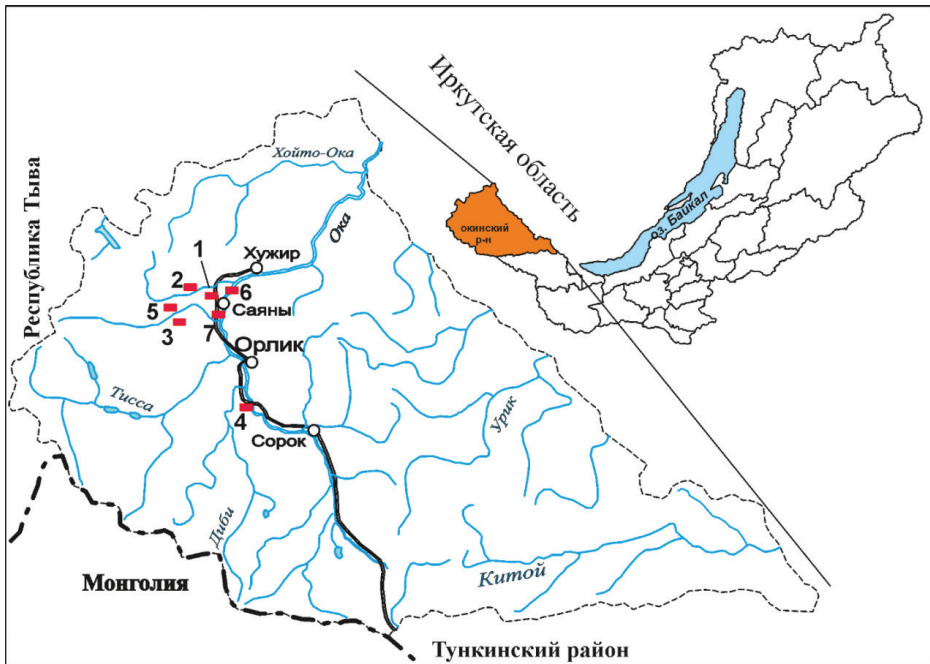 Иркутская область
Республика Тыва
Хойто-Ока
Ока
оз. Байкал
окинский
р-н
Хужир
1
2
6
Саяны
5
3
7
Орлик
Тисса
4
Сорок
Урик
Диби
Китой
Монголия
Тункинский район